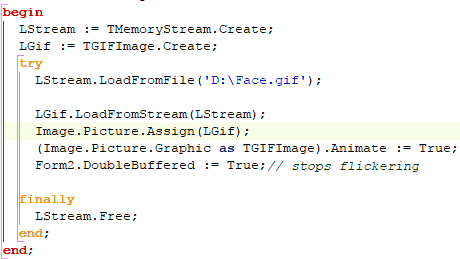 begin
LStream := TMemoryStream.Create;
LGif := TGIFImage.Create;
try
LStream.LoadFromFile('D:\Face.gif');
LGif.LoadFromStream(LStream);
Image.Picture.Assign(LGif);
(Image.Picture.Graphic as TGIFImage).Animate := True;
Form2.DoubleBuffered := True;// stops flickering
finally
LStream.Free;
end;
end;